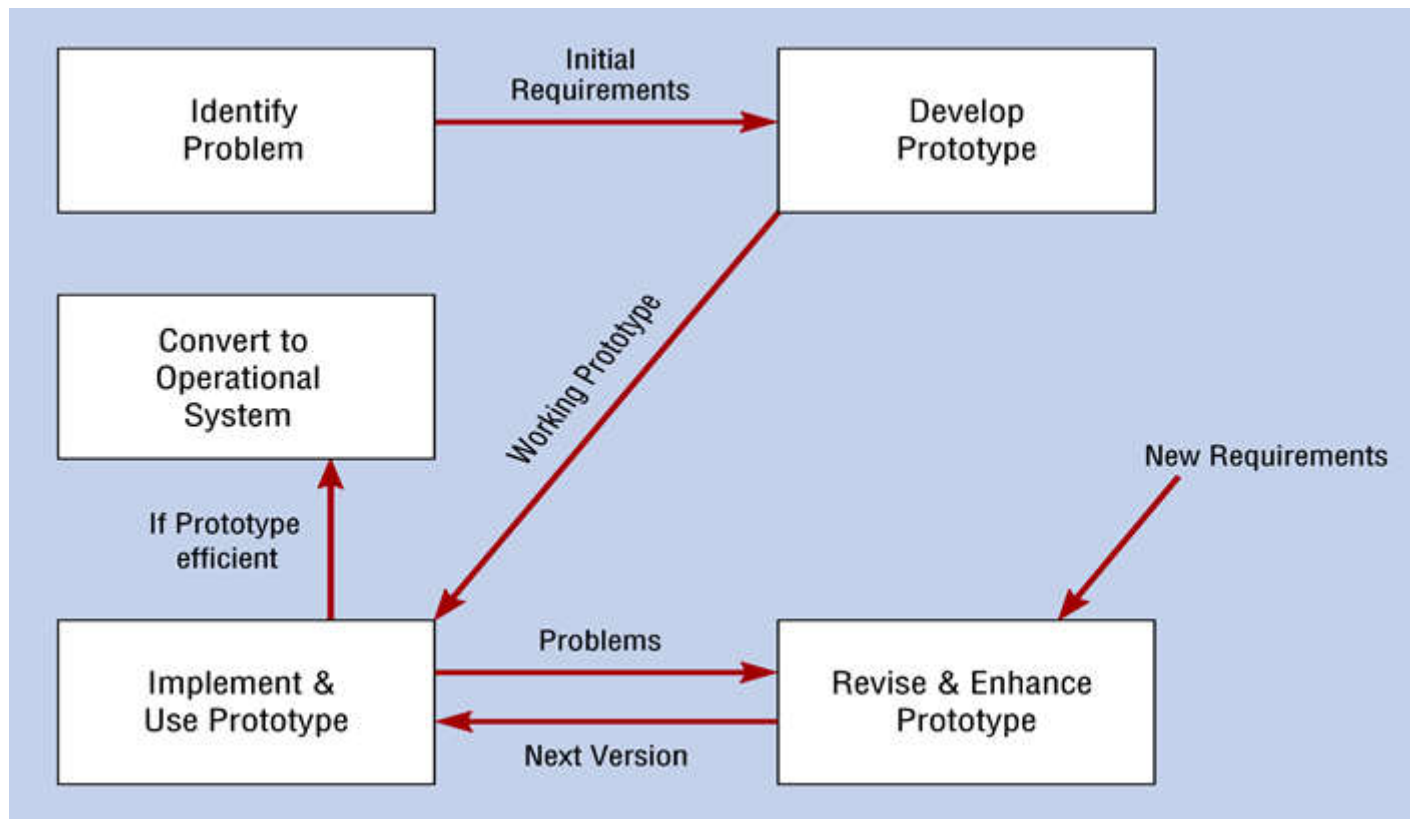 Identify
Problem
Initial
Requirements
Develop
Prototype
Convert to
Operational
System
Working Prototype
New Requirements
If Prototype
efficient
Implement &
Use Prototype
Problems
Next Version
Revise & Enhance
Prototype